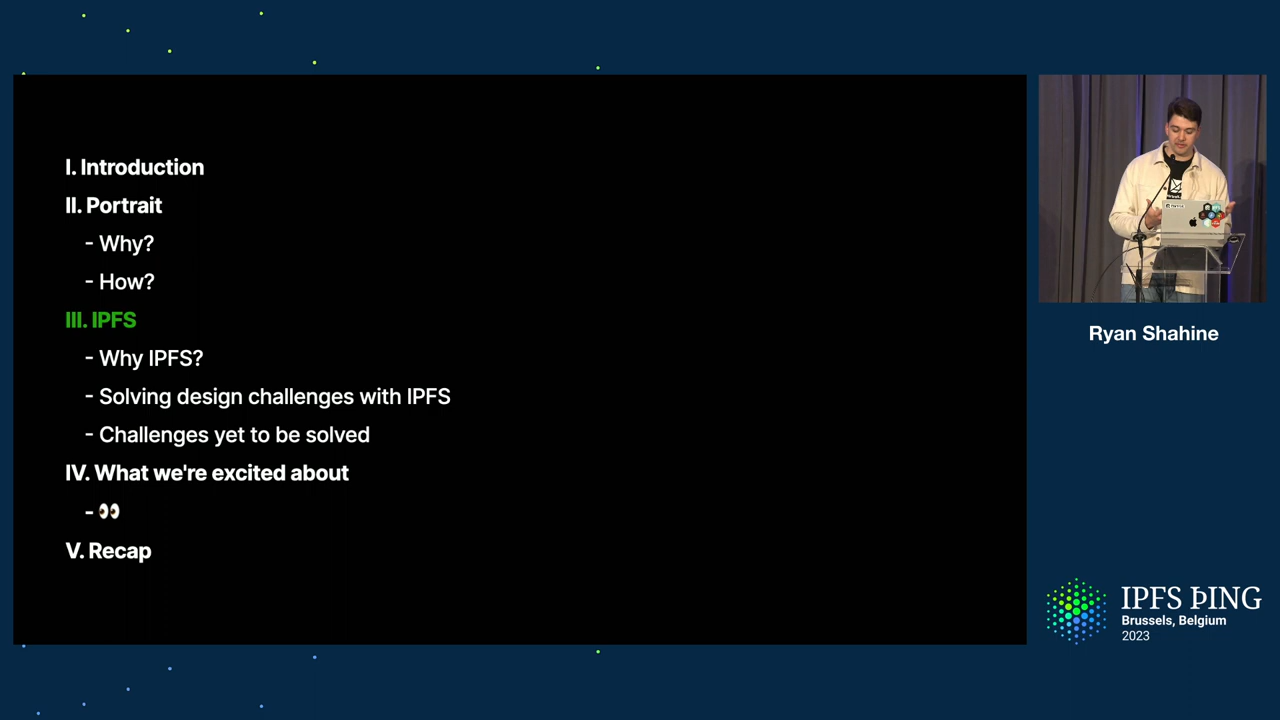 I. Introduction
II. Portrait
- Why?
- How?
III. IPFS
- Why IPFS?
- Solving design challenges with IPFS
- Challenges yet to be solved
IV. What we're excited about
- 👀
V. Recap
Ryan Shahine
IPFS ÞING
Brussels, Belgium
2023